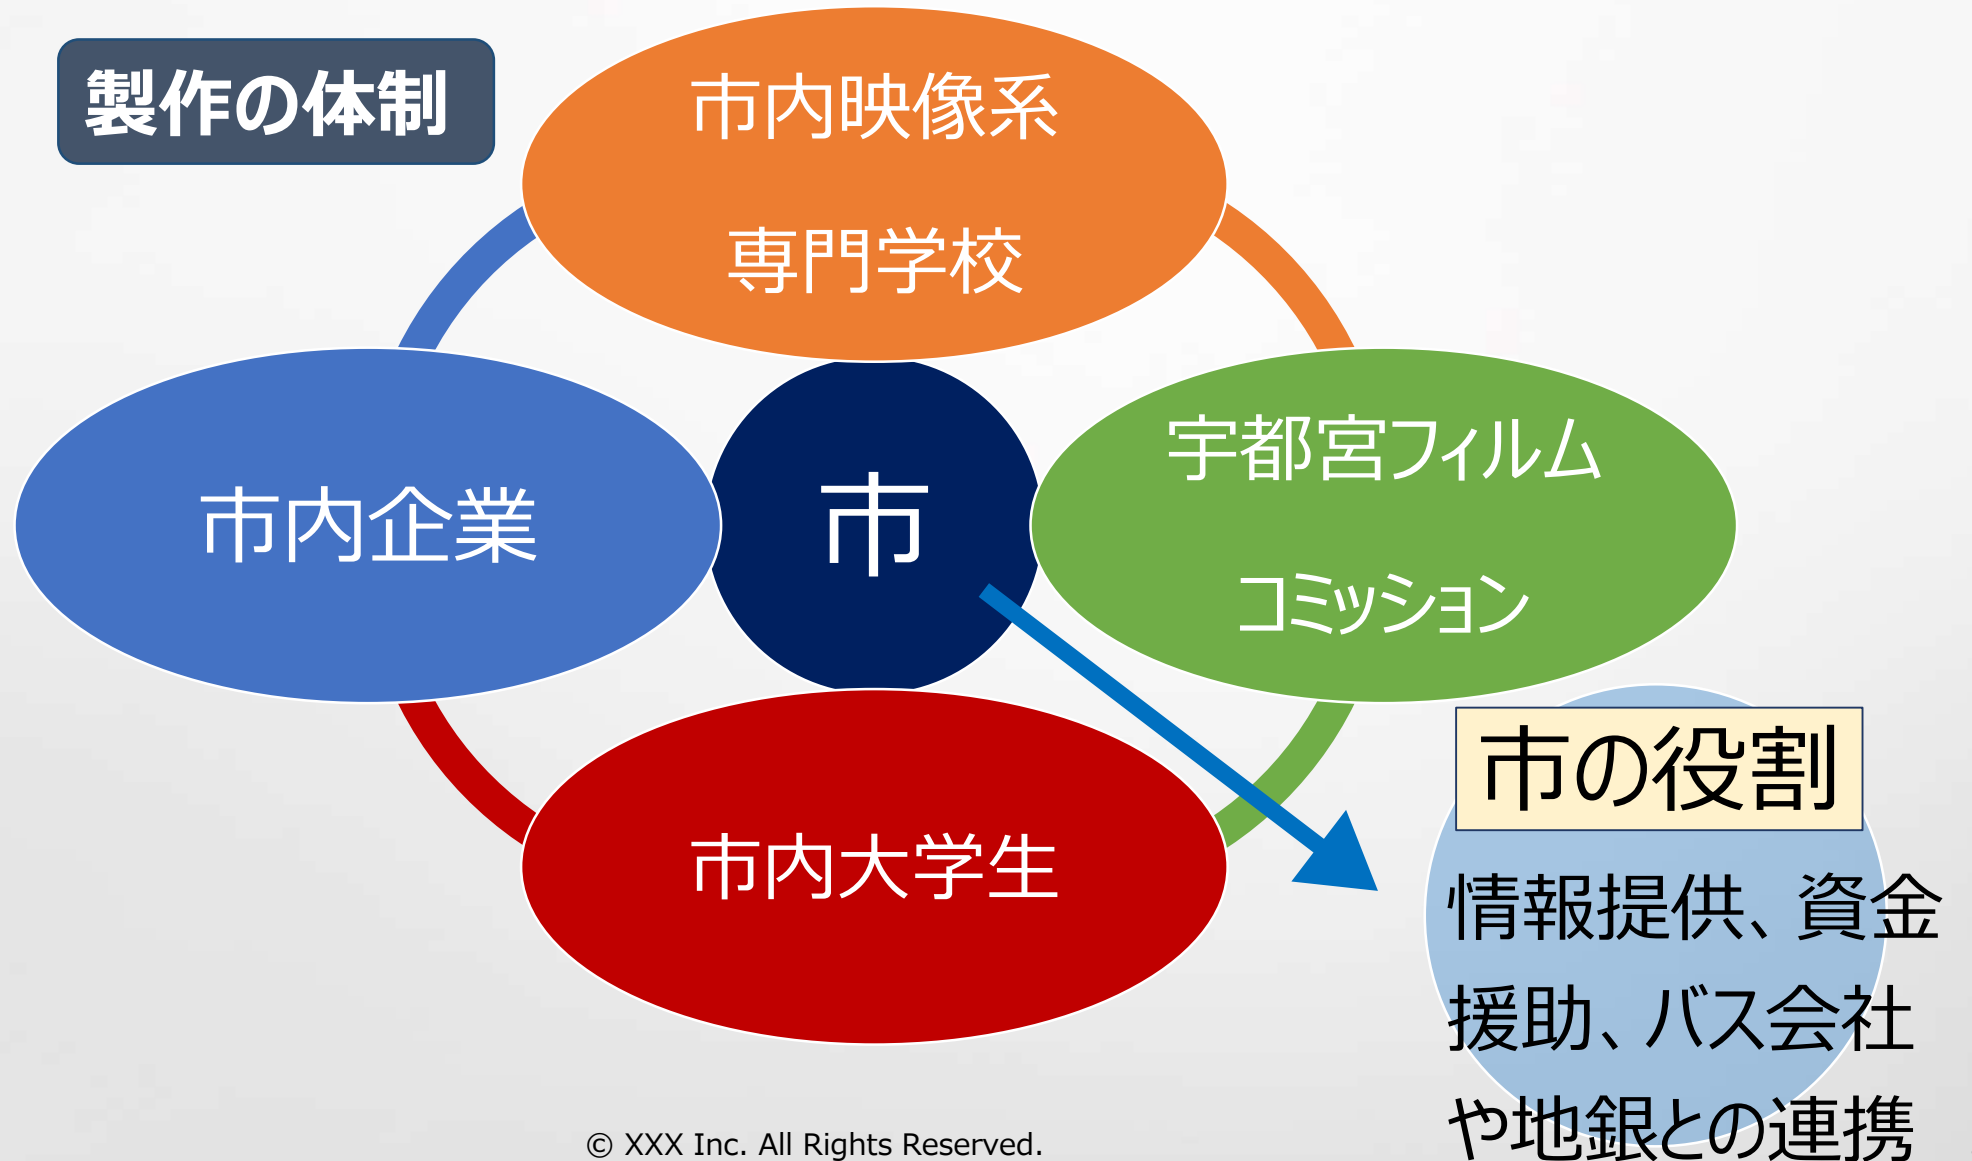 製作の体制
市内映像系
専門学校
市内企業
市
宇都宮フィルム
コミッション
市内大学生
市の役割
情報提供、資金
援助、バス会社
や地銀との連携
© XXX Inc. All Rights Reserved.